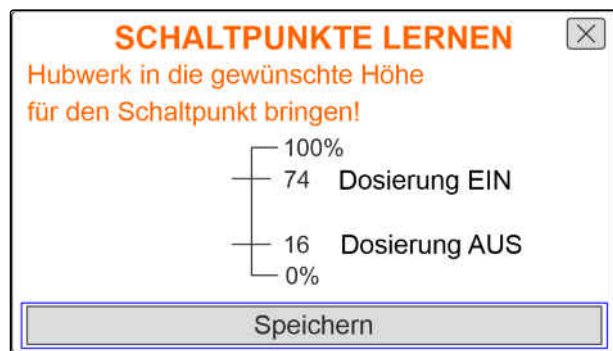 SCHALTPUNKTE LERNEN
Hubwerk in die gewünschte Höhe
für den Schaltpunkt bringen!
100%
74 Dosierung EIN
16 Dosierung AUS
0%
Speichern